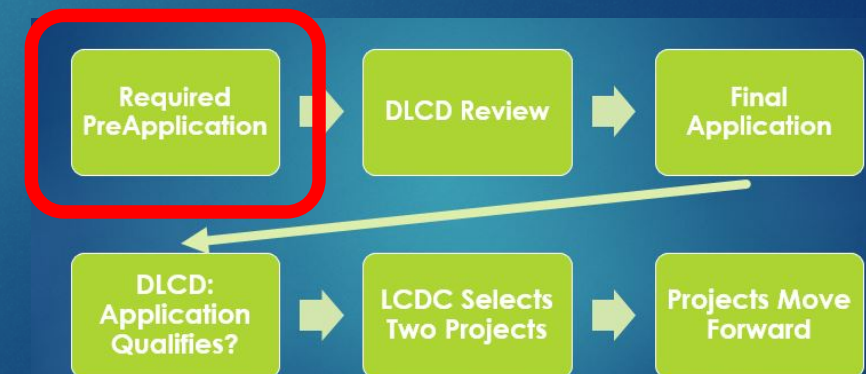 Required
PreApplication
DLCD Review
Final
Application
DLCD:
Application
Qualifies?
LCDC Selects
Two Projects
Projects Move
Forward